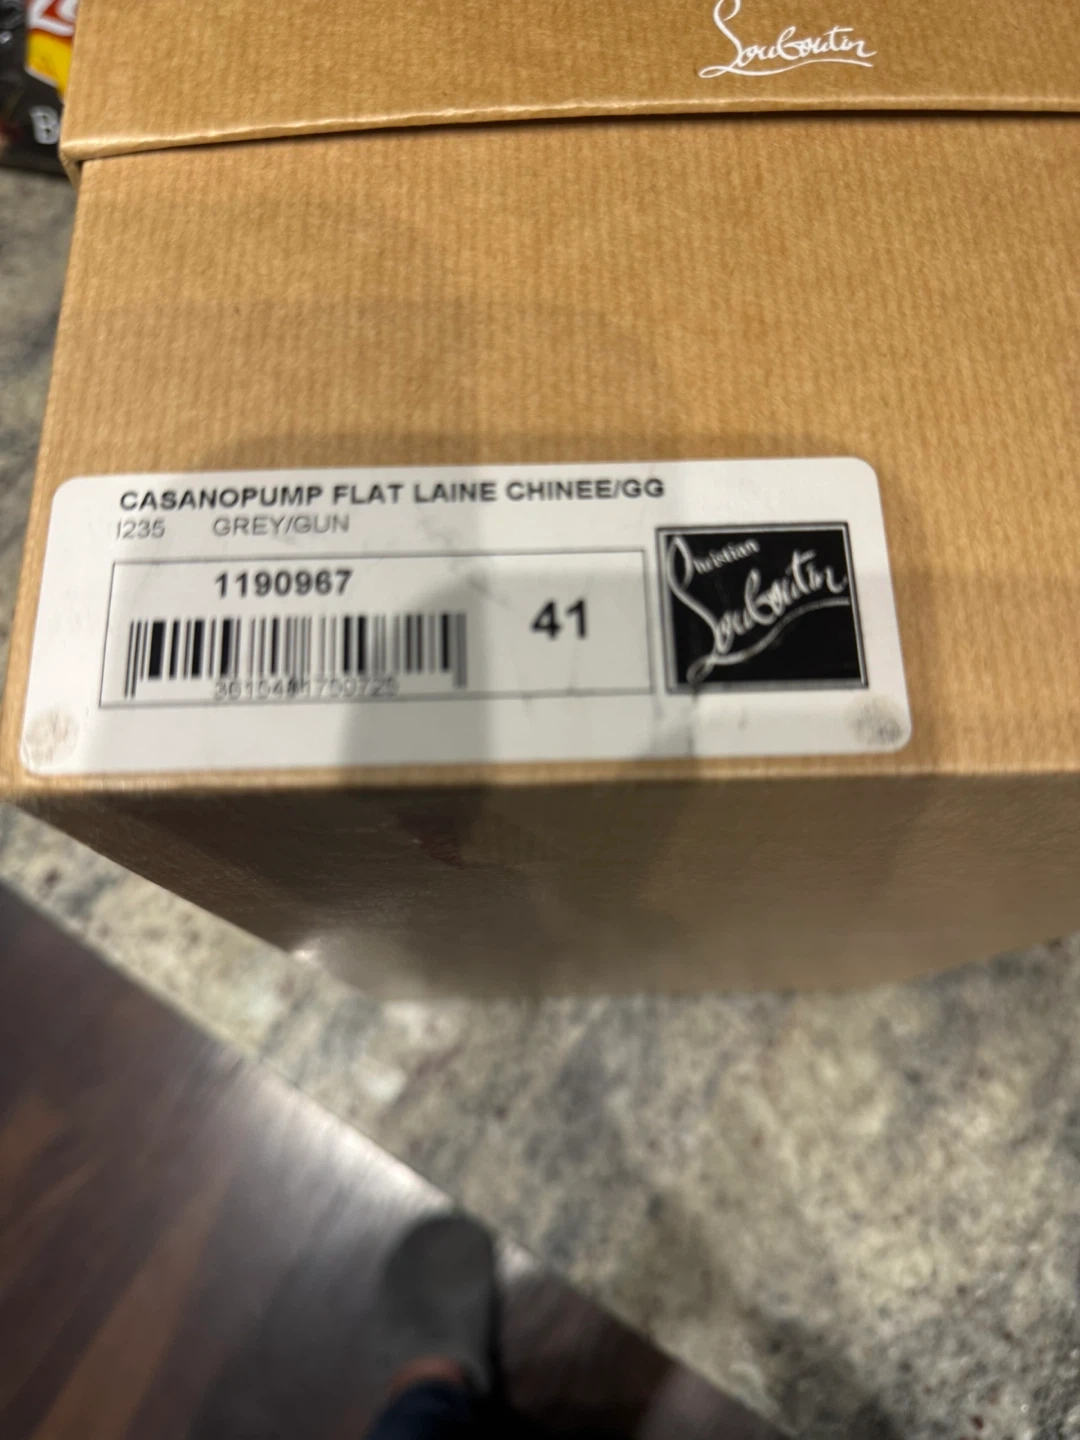 Louboutin
CASANOPUMP FLAT LAINE CHINEE/GG
I235 GREY/GUN
1190967
41
Christian
Louboutin